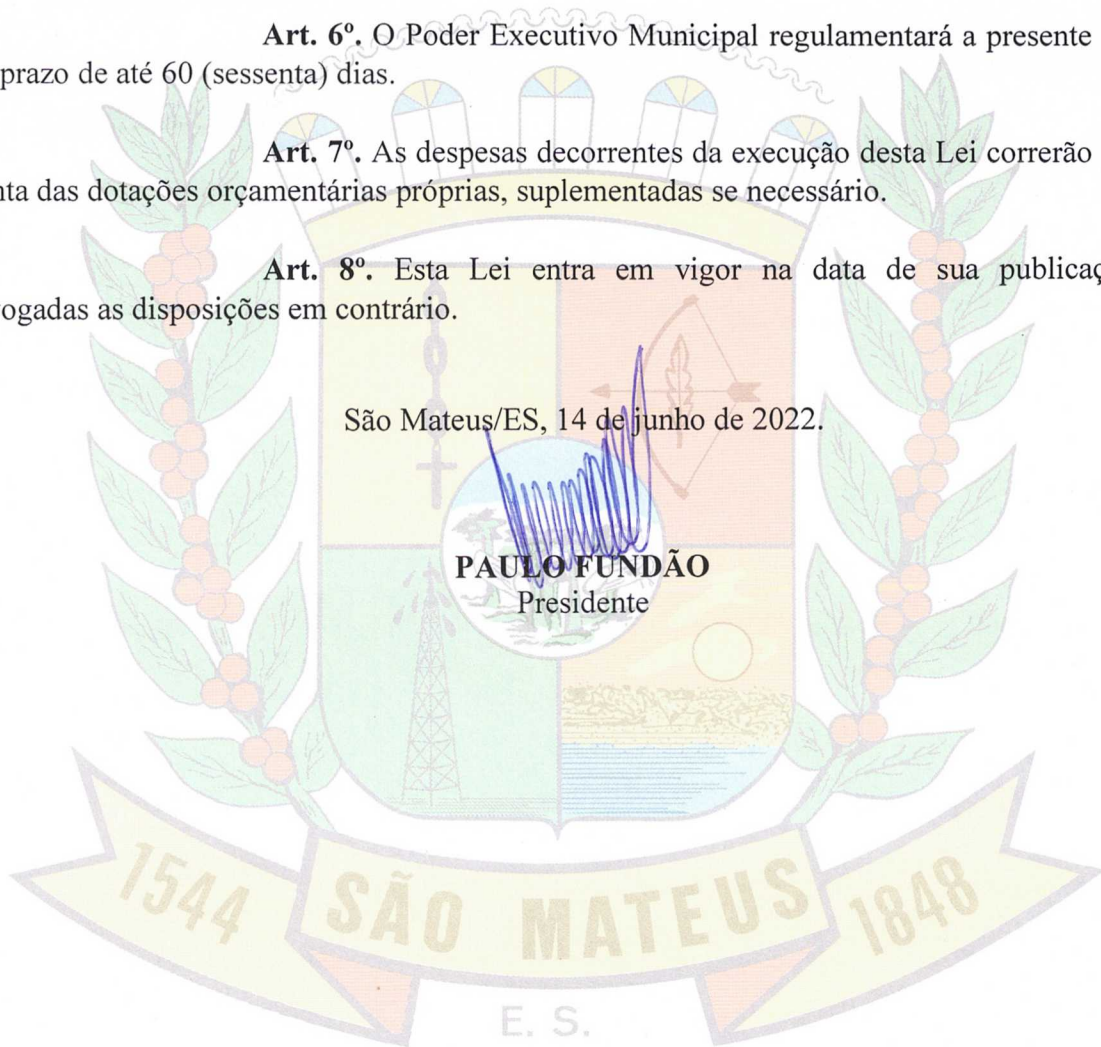 Art. 6º. O Poder Executivo Municipal regulamentará a presente
prazo de até 60 (sessenta) dias.
Art. 7º. As despesas decorrentes da execução desta Lei correrão
nta das dotações orçamentárias próprias, suplementadas se necessário.
Art. 8º. Esta Lei entra em vigor na data de sua publicaç
ogadas as disposições em contrário.
São Mateus/ES, 14 de junho de 2022.
PAULO FUNDÃO
Presidente
1544 SÃO MATEUS 1848
E. S.